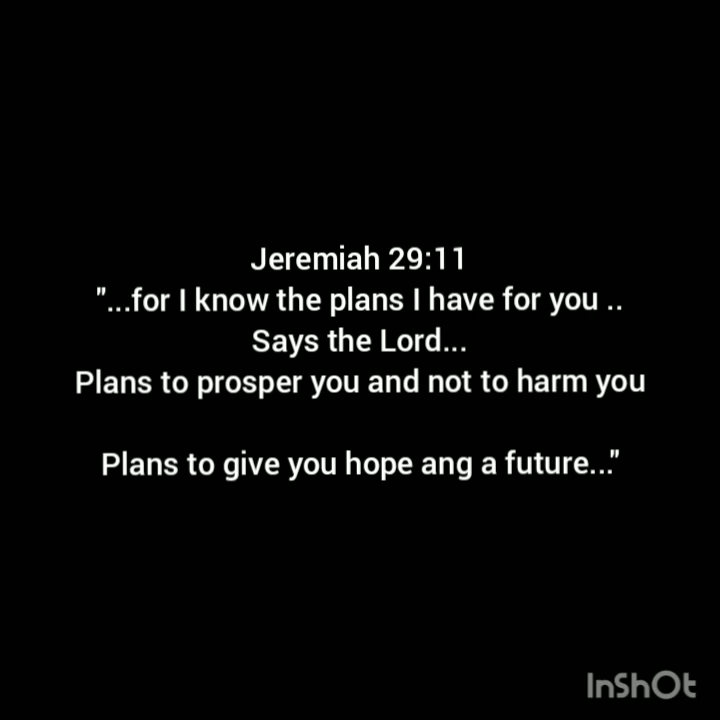 Jeremiah 29:11
"...for I know the plans I have for you ..
Says the Lord...
Plans to prosper you and not to harm you
Plans to give you hope ang a future..."
InShOt